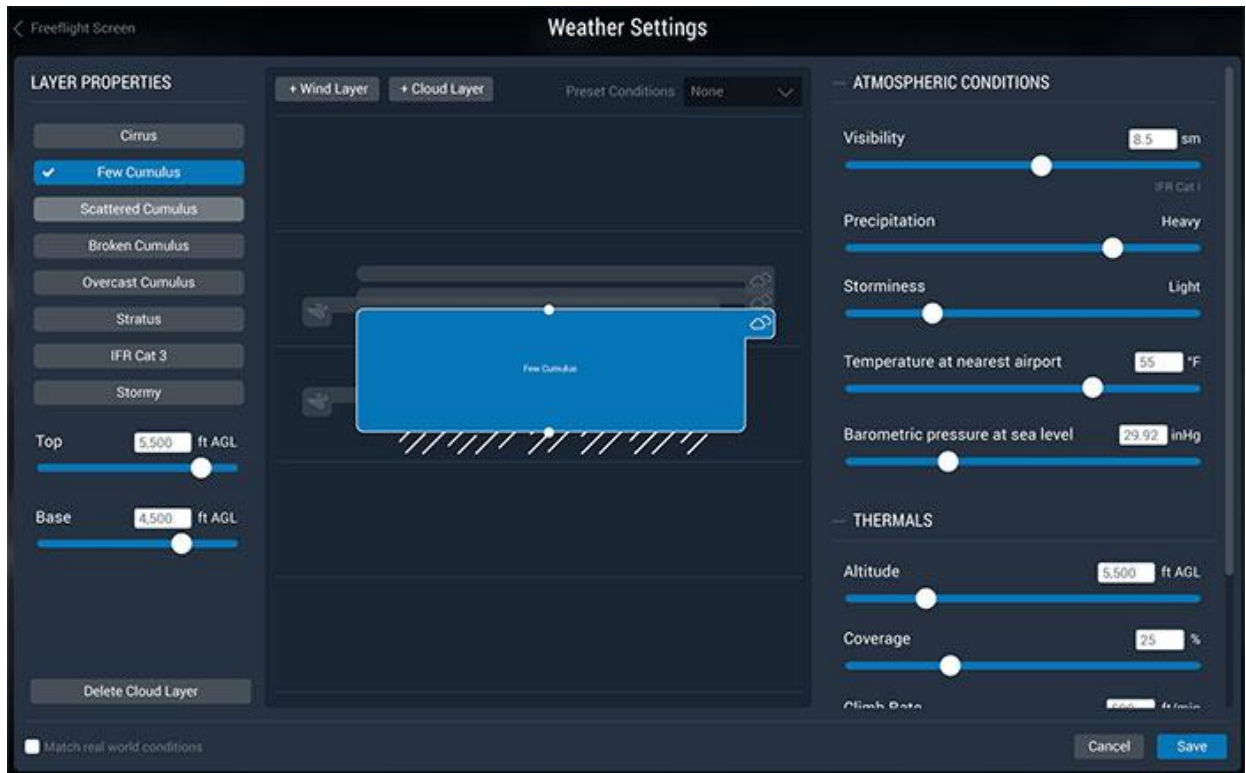 Freeflight Screen
Weather Settings
LAYER PROPERTIES
Cirrus
Few Cumulus
Scattered Cumulus
Broken Cumulus
Overcast Cumulus
Stratus
IFR Cat 3
Stormy
Top 5,500 ft AGL
Base 4,500 ft AGL
Delete Cloud Layer
Match real world conditions
+ Wind Layer + Cloud Layer Preset Conditions None
Few Cumulus
ATMOSPHERIC CONDITIONS
Visibility 8.5 sm
IFR Cat I
Precipitation Heavy
Storminess Light
Temperature at nearest airport 55 °F
Barometric pressure at sea level 29.92 inHg
THERMALS
Altitude 5,500 ft AGL
Coverage 25 %
Climb Rate ft/min
Cancel Save